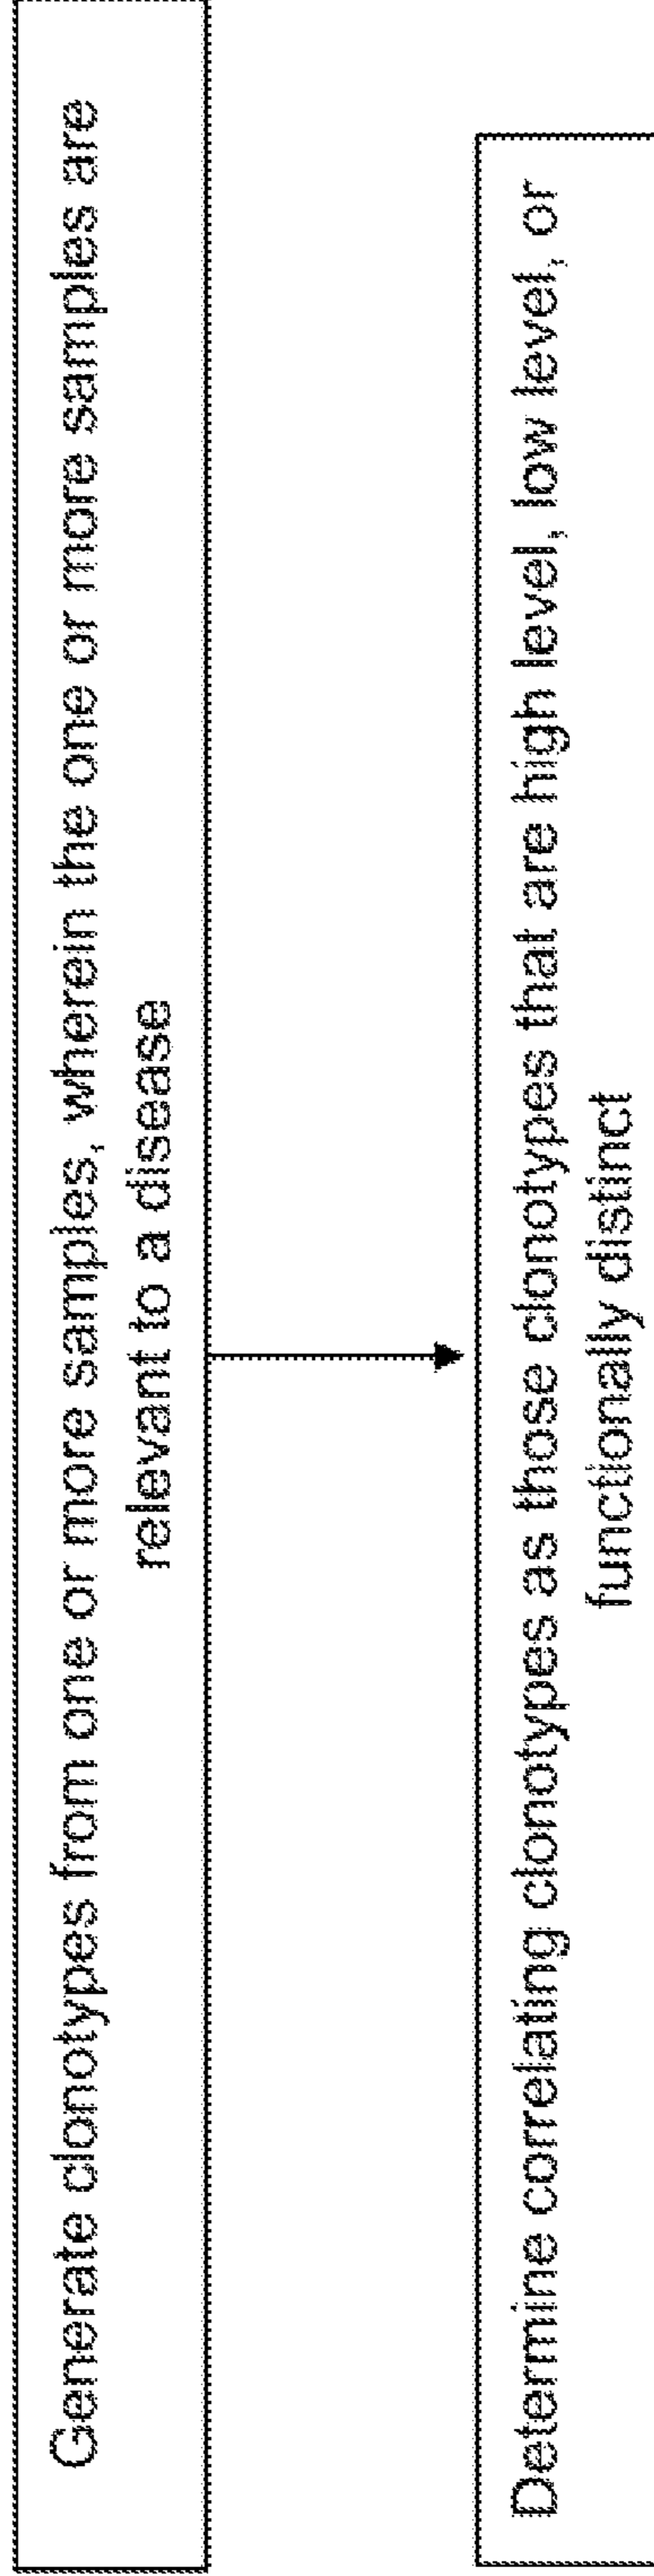 Generate clonotypes from one or more samples, wherein the one or more samples are
relevant to a disease
Determine correlating clonotypes as those clonotypes that are high level, low level, or
functionally distinct